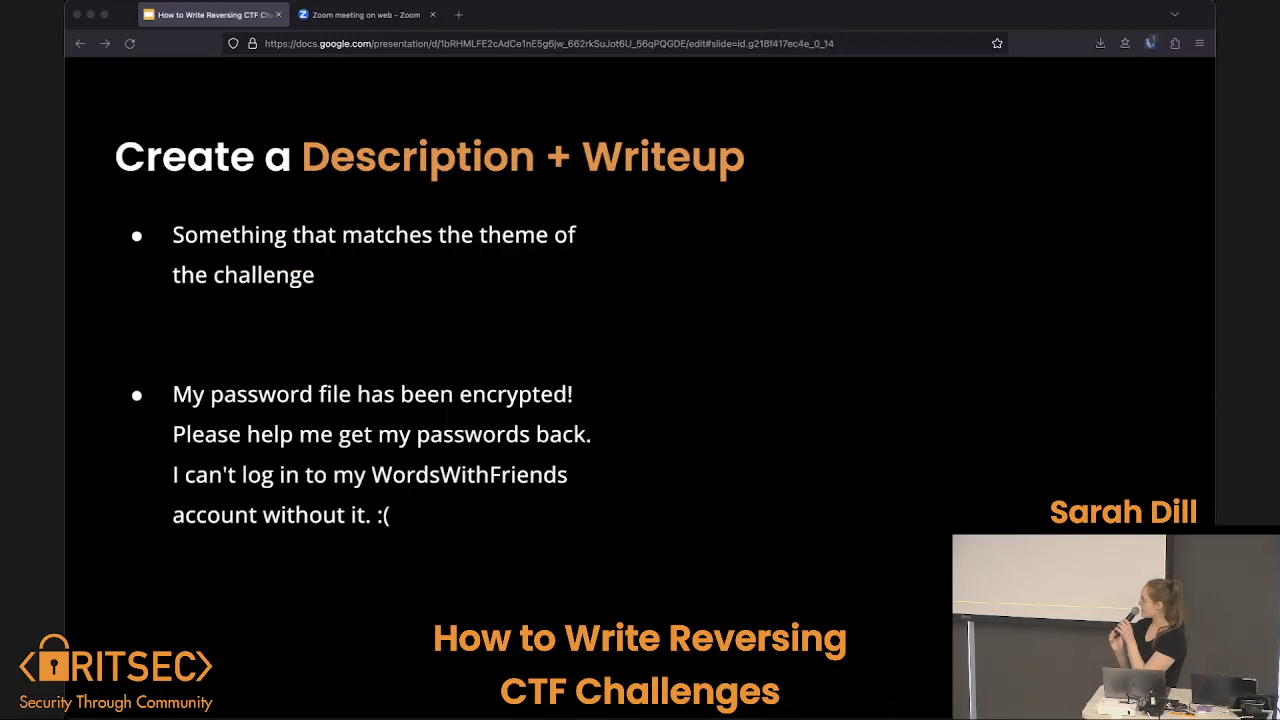 How to Write Reversing CTF Ch
Zoom meeting on web - Zoom
https://docs.google.com/presentation/d/1bRHMLFE2cAdCe1nE5g6jw_662rkSuJot6U_56qPQGDE/edit#slide=id.g218f417ec4e_0_14
Create a Description + Writeup
● Something that matches the theme of
the challenge
● My password file has been encrypted!
Please help me get my passwords back.
I can't log in to my WordsWithFriends
account without it. :(
Sarah Dill
How to Write Reversing
CTF Challenges
<RITSEC>
Security Through Community